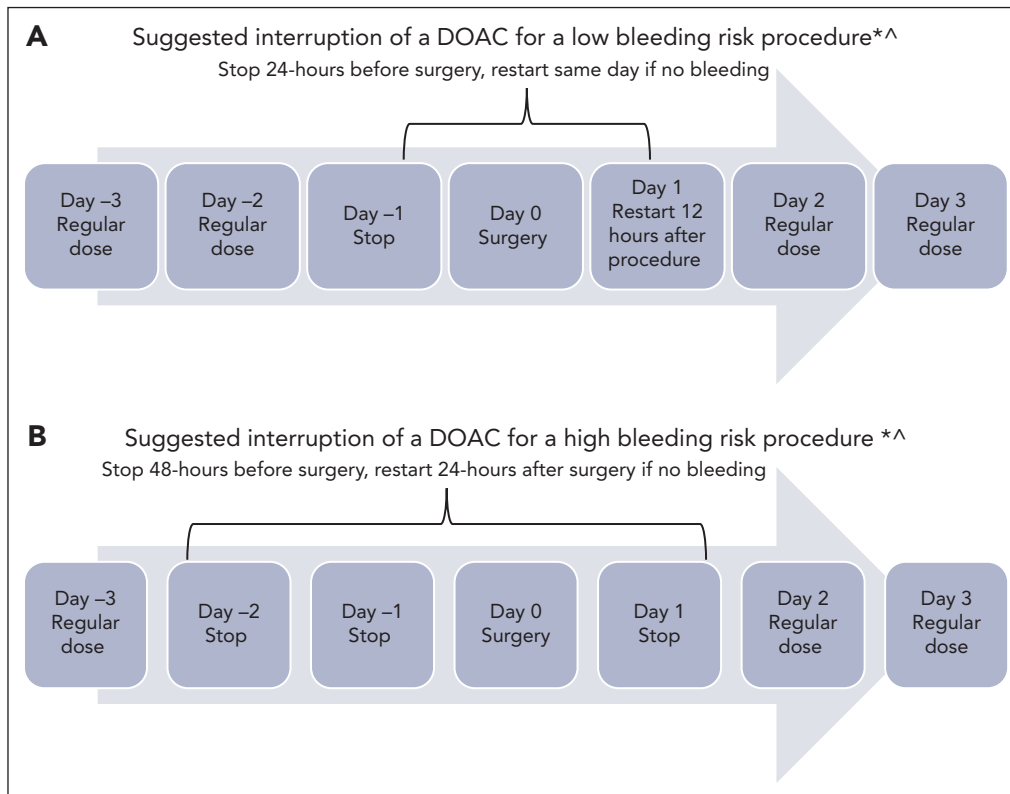 A
Suggested interruption of a DOAC for a low bleeding risk procedure*^
Stop 24-hours before surgery, restart same day if no bleeding
Day –3
Regular
dose
Day –2
Regular
dose
Day –1
Stop
Day 0
Surgery
Day 1
Restart 12
hours after
procedure
Day 2
Regular
dose
Day 3
Regular
dose
B
Suggested interruption of a DOAC for a high bleeding risk procedure *^
Stop 48-hours before surgery, restart 24-hours after surgery if no bleeding
Day –3
Regular
dose
Day –2
Stop
Day –1
Stop
Day 0
Surgery
Day 1
Stop
Day 2
Regular
dose
Day 3
Regular
dose